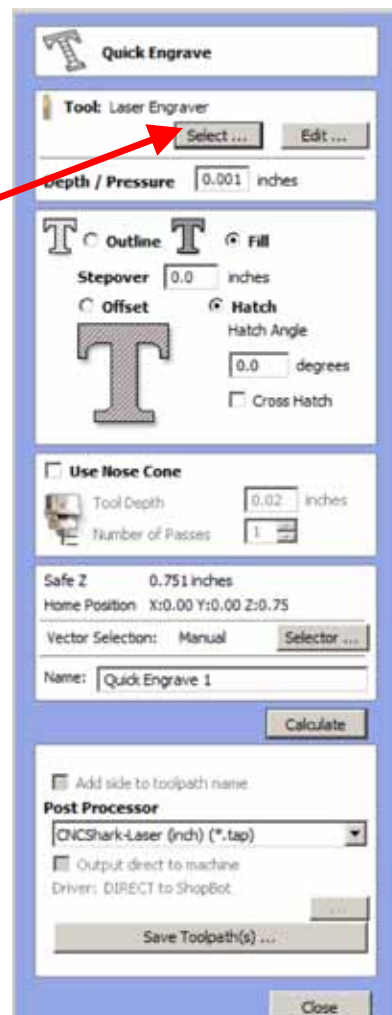 Quick Engrave
Tool: Laser Engraver
Select ... Edit ...
Depth / Pressure 0.001 inches
Outline Fill
Stepover 0.0 inches
Offset Hatch
Hatch Angle
0.0 degrees
Cross Hatch
Use Nose Cone
Tool Depth 0.02 inches
Number of Passes 1
Safe Z 0.751 inches
Home Position X:0.00 Y:0.00 Z:0.75
Vector Selection: Manual Selector ...
Name: Quick Engrave 1
Calculate
Add side to toolpath name
Post Processor
CNCShark-Laser (inch) (*.tap)
Output direct to machine
Driver: DIRECT to ShopBot
...
Save Toolpath(s) ...
Close